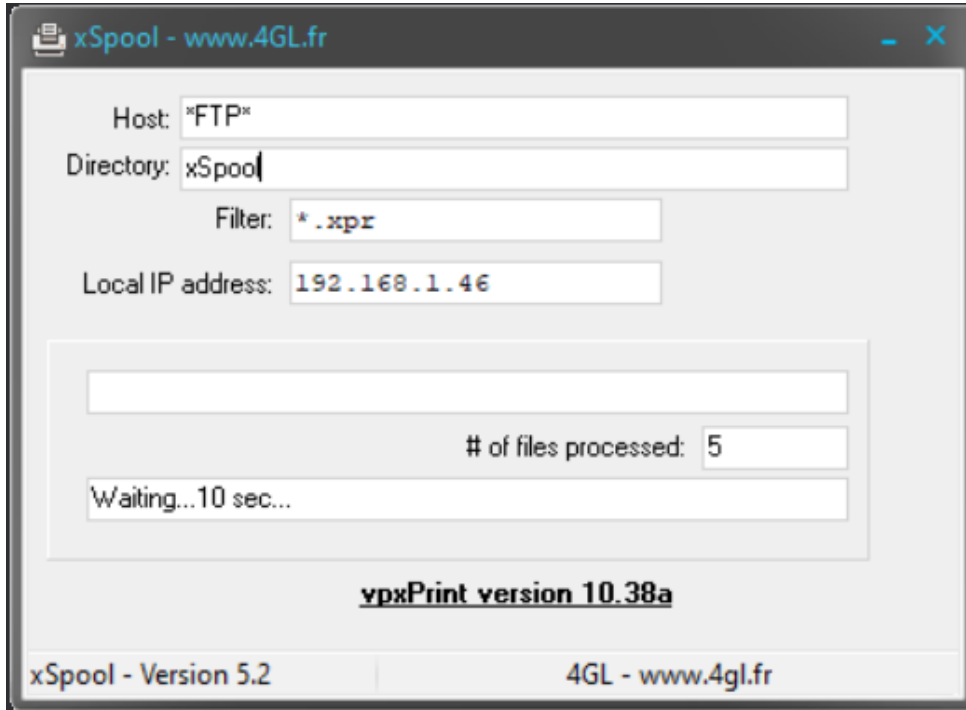 xSpool - www.4GL.fr
Host: *FTP*
Directory: xSpool
Filter: *.xpr
Local IP address: 192.168.1.46
# of files processed: 5
Waiting...10 sec...
vpxPrint version 10.38a
xSpool - Version 5.2 4GL - www.4gl.fr